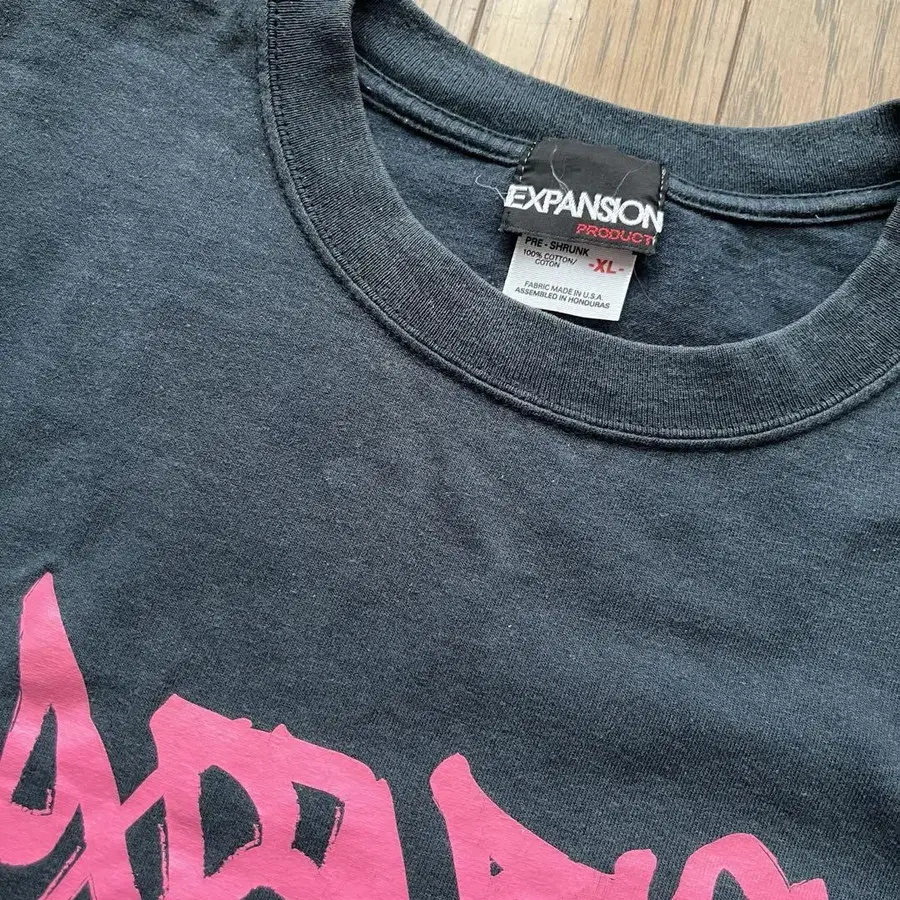 EXPANSION
PRODUCT
PRE - SHRUNK
100% COTTON/
COTON
-XL-
FABRIC MADE IN U.S.A.
ASSEMBLED IN HONDURAS